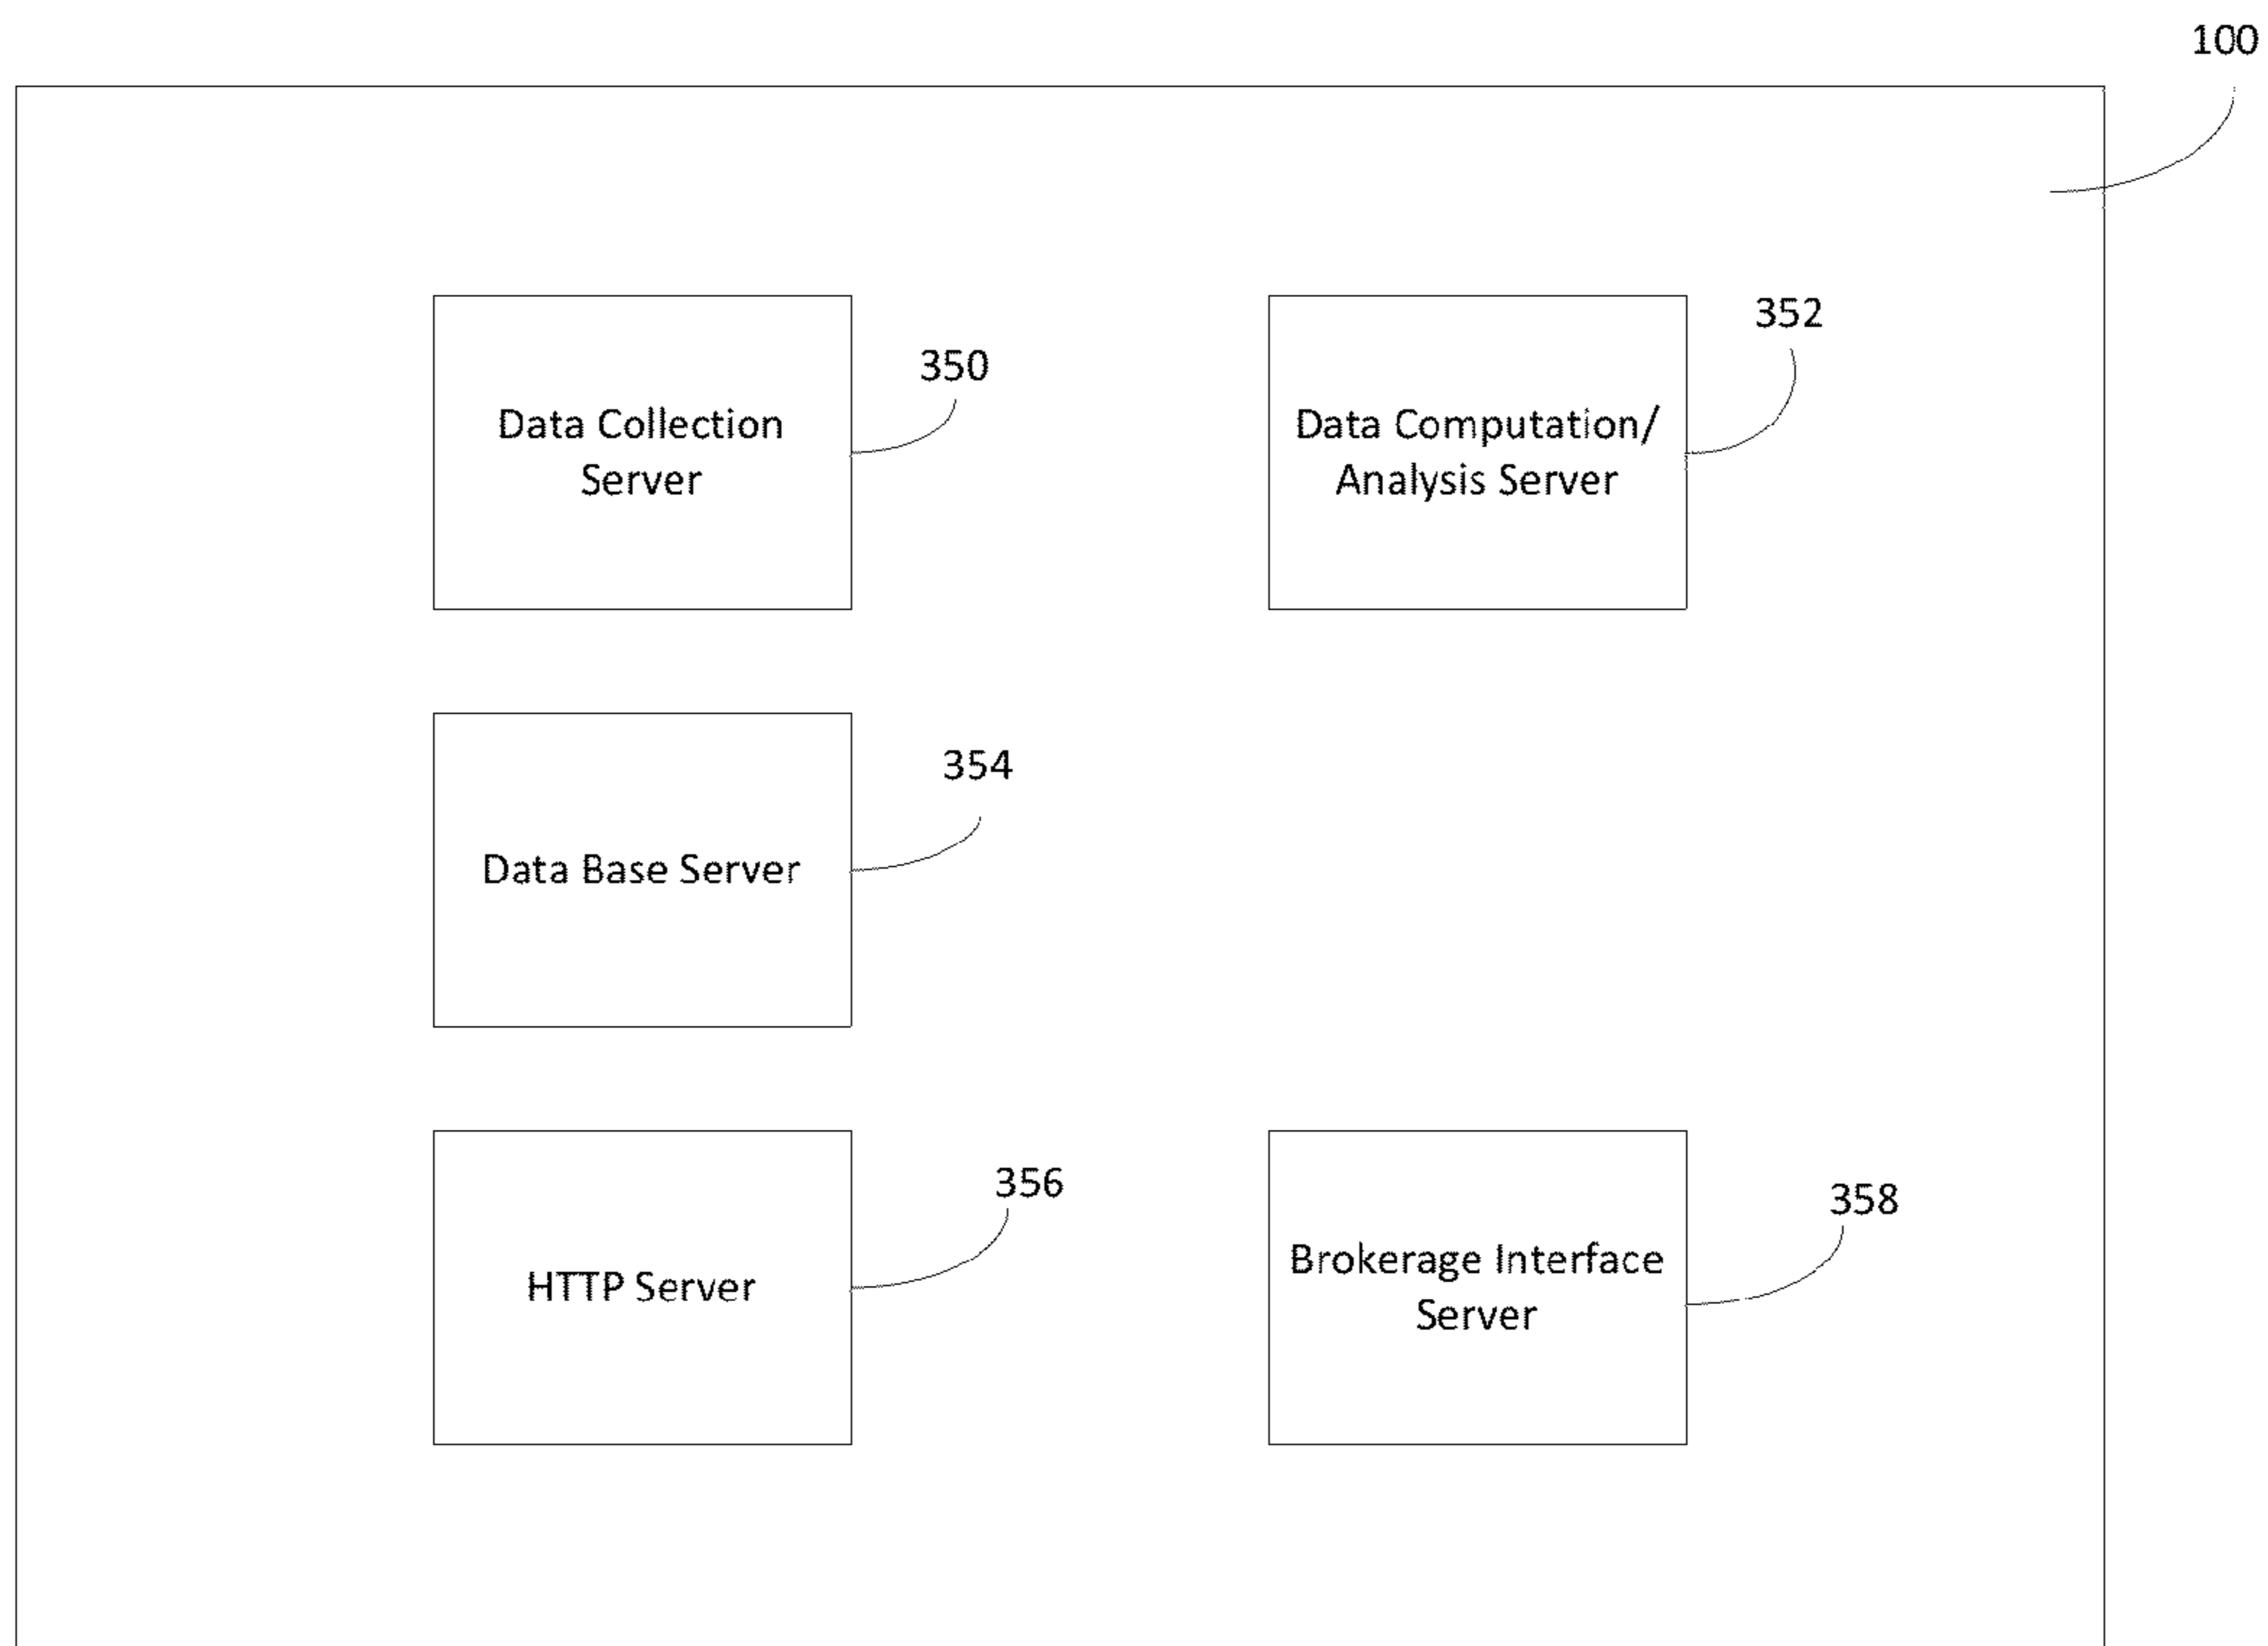 100
Data Collection
Server
350
Data Computation/
Analysis Server
352
Data Base Server
354
HTTP Server
356
Brokerage Interface
Server
358